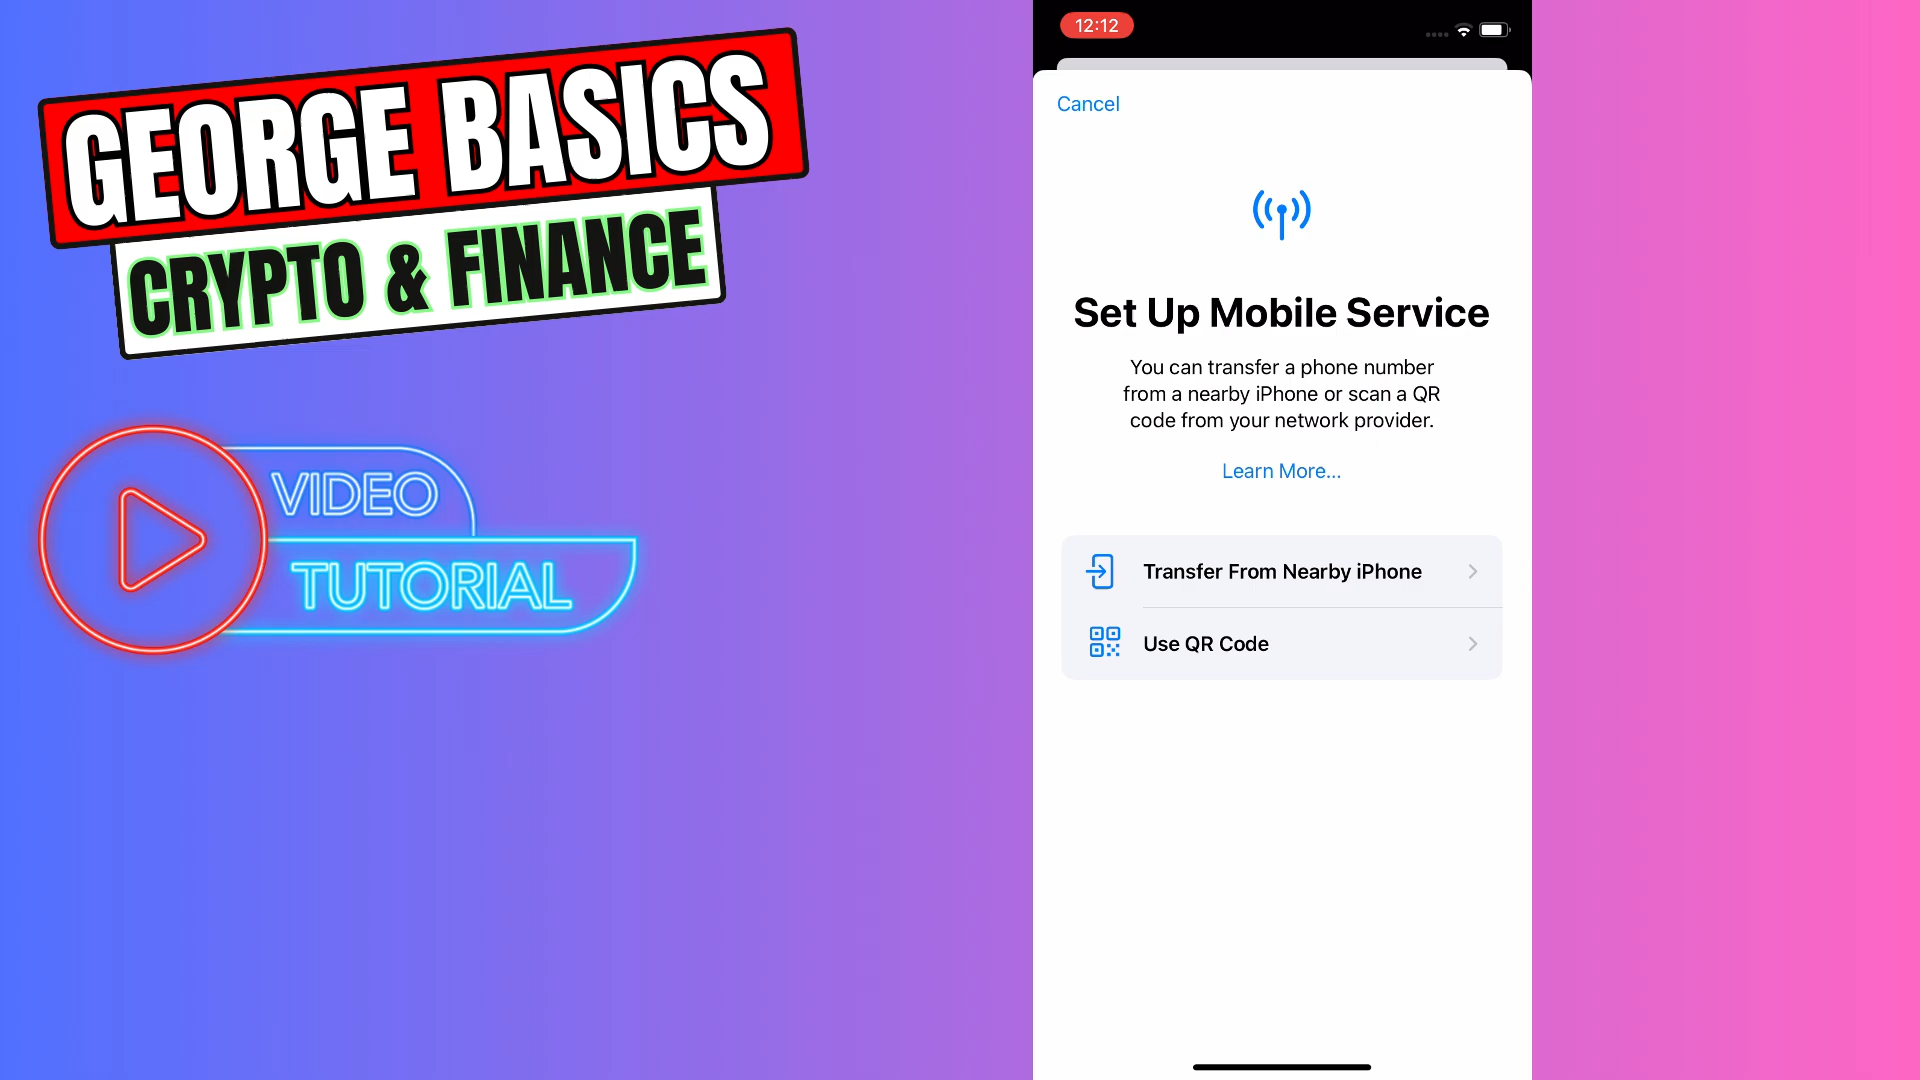 GEORGE BASICS
CRYPTO & FINANCE
VIDEO
TUTORIAL
12:12
Cancel
Set Up Mobile Service
You can transfer a phone number
from a nearby iPhone or scan a QR
code from your network provider.
Learn More...
Transfer From Nearby iPhone
Use QR Code